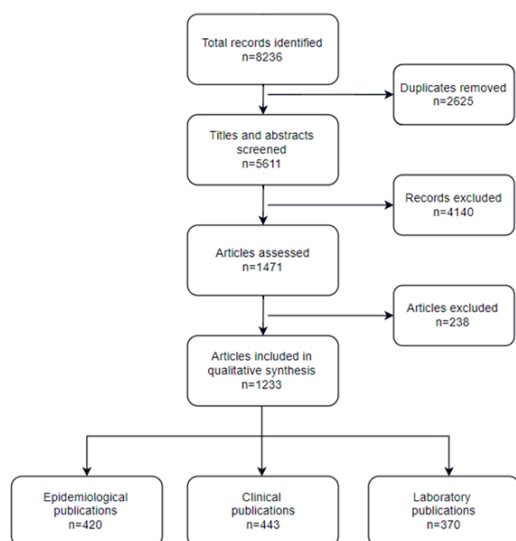 Total records identified
n=8236
Duplicates removed
n=2625
Titles and abstracts
screened
n=5611
Records excluded
n=4140
Articles assessed
n=1471
Articles excluded
n=238
Articles included in
qualitative synthesis
n=1233
Epidemiological
publications
n=420
Clinical
publications
n=443
Laboratory
publications
n=370